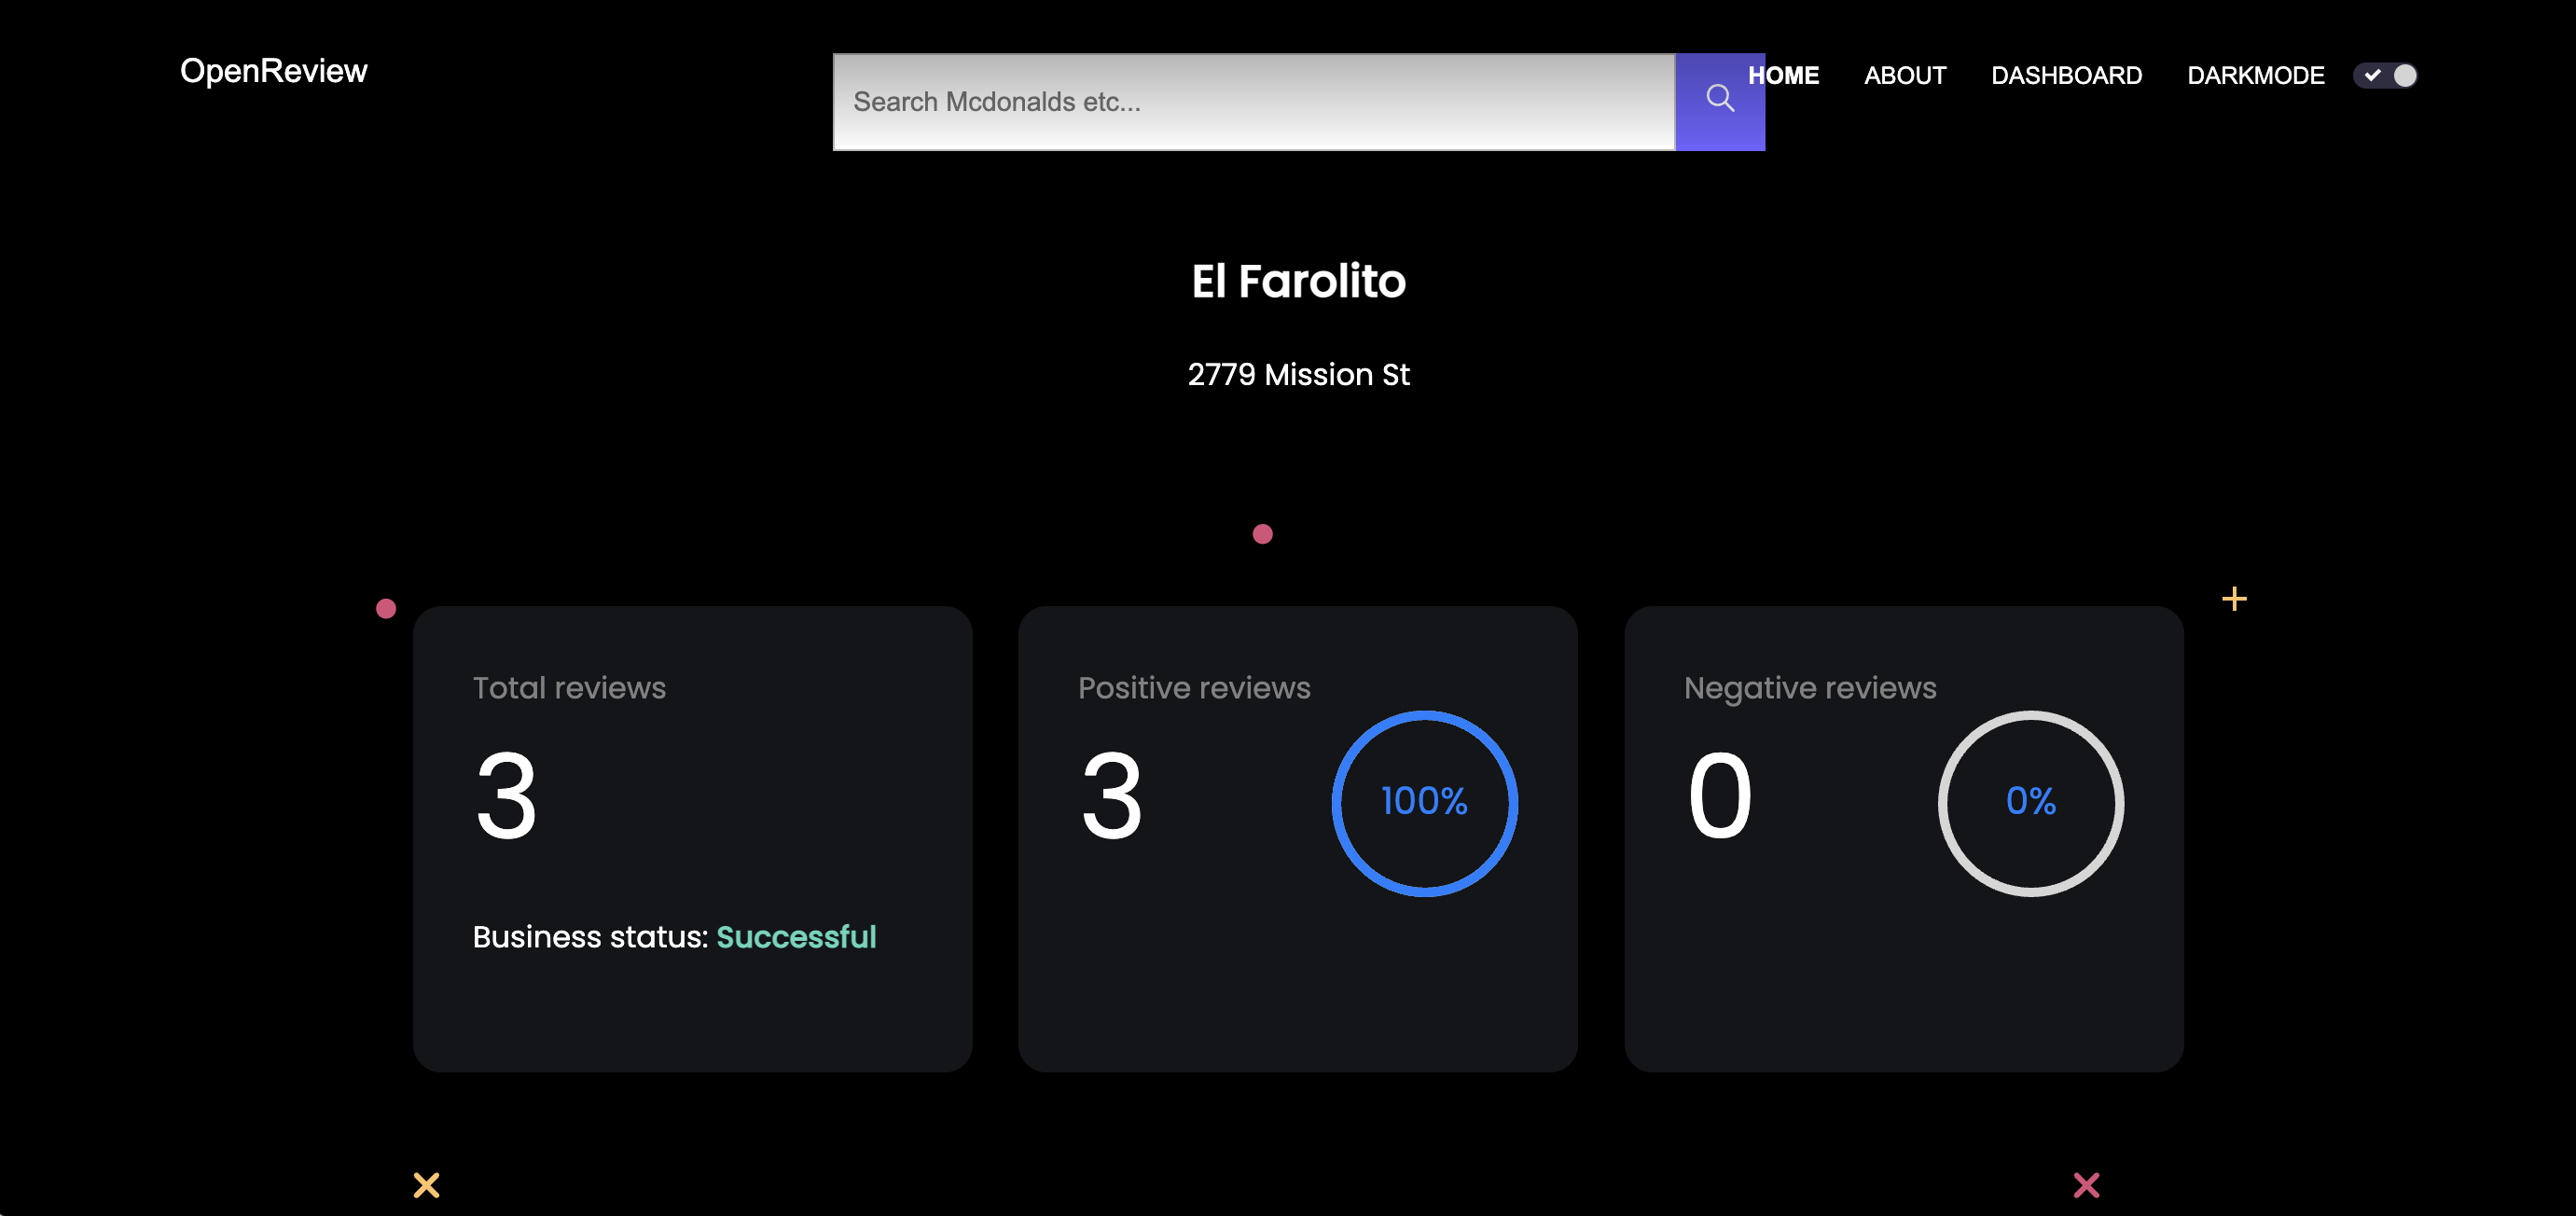 OpenReview
Search Mcdonalds etc...
HOME
ABOUT
DASHBOARD
DARKMODE
El Farolito
2779 Mission St
Total reviews
3
Business status: Successful
Positive reviews
3
100%
Negative reviews
0
0%